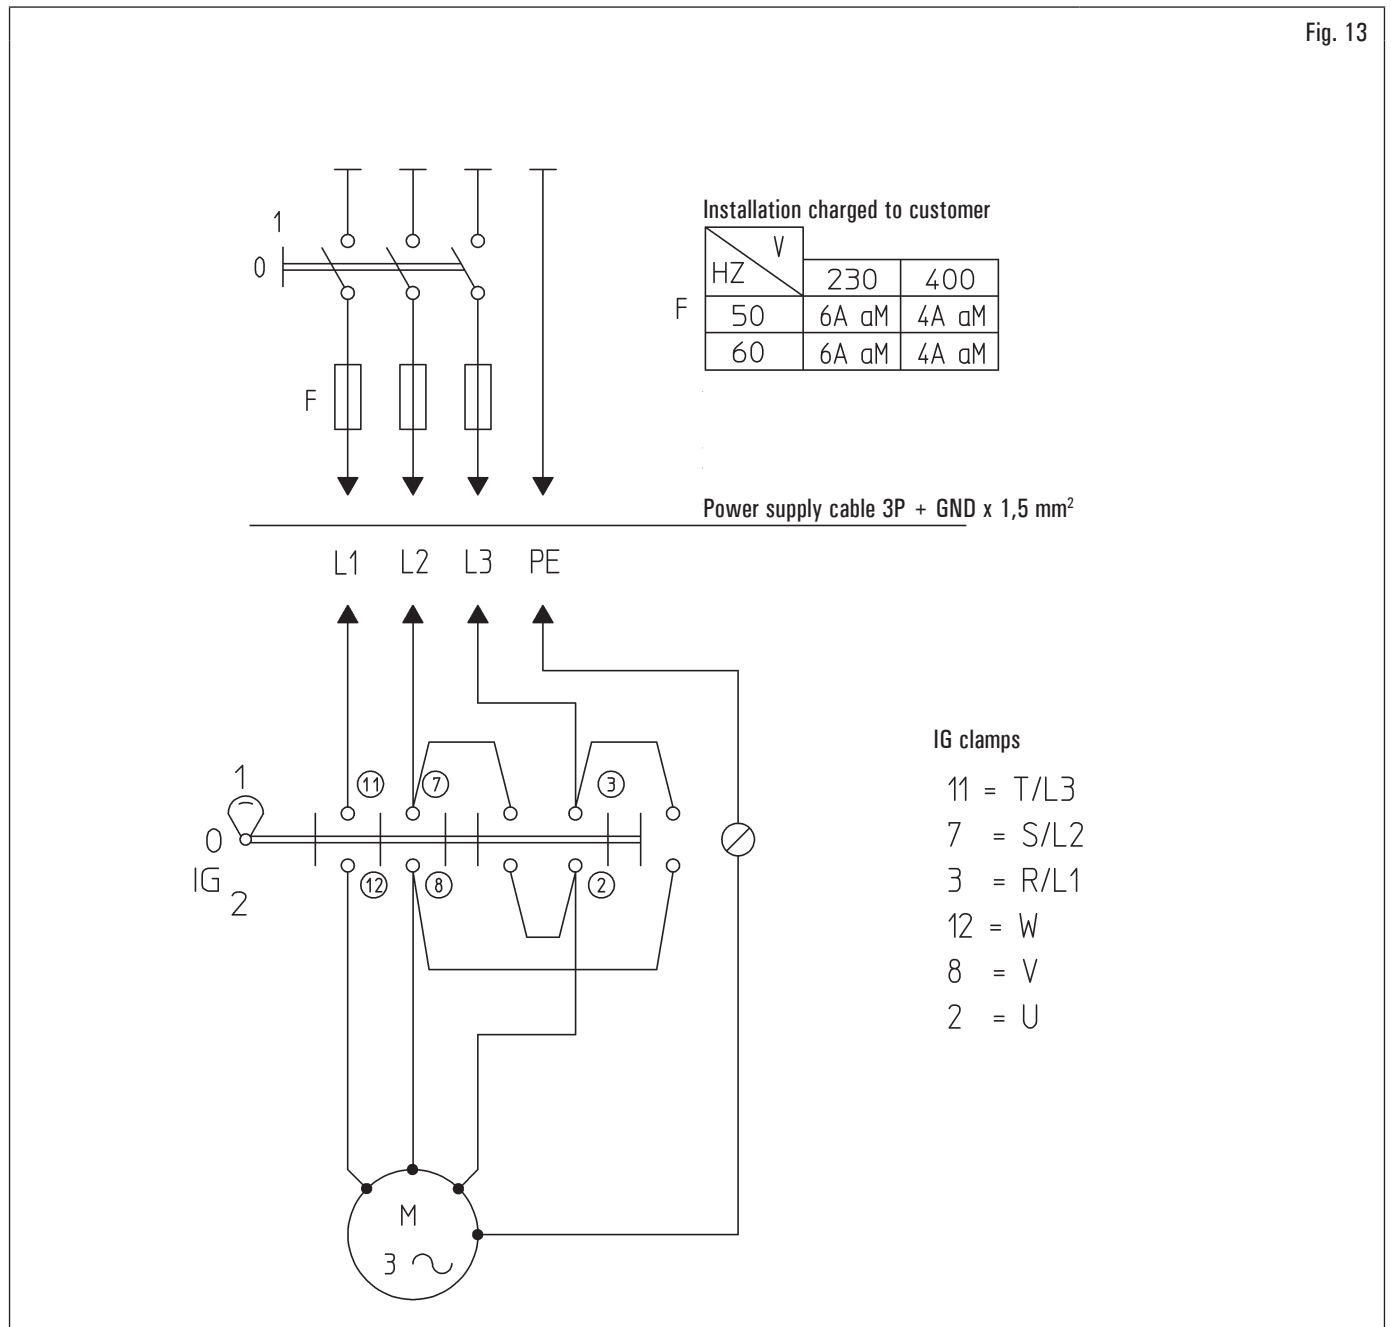 Fig. 13
1
0
F
Installation charged to customer
V
HZ
230 400
F
50 6A aM 4A aM
60 6A aM 4A aM
Power supply cable 3P + GND x 1,5 mm²
L1 L2 L3 PE
11 7 3
1
0
IG
2
12 8 2
IG clamps
11 = T/L3
7 = S/L2
3 = R/L1
12 = W
8 = V
2 = U
M
3 ~